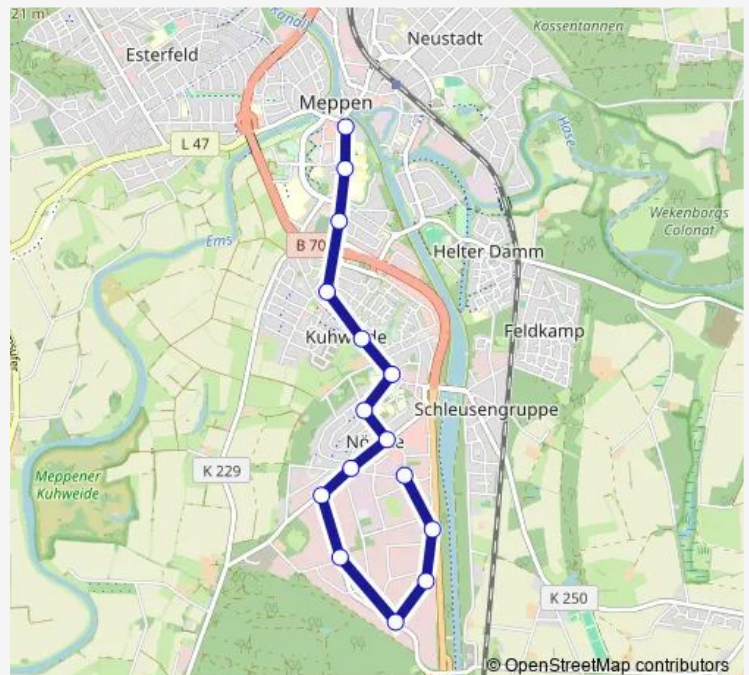 21 m
Kossentannen
Neustadt
Esterfeld
Meppen
L 47
Hase
Wekenborgs
Colonat
Ems
B 70
Helter Damm
Kuhweide
Feldkamp
Schleusengruppe
K 229
Meppener
Kuhweide
K 250
© OpenStreetMap contributors